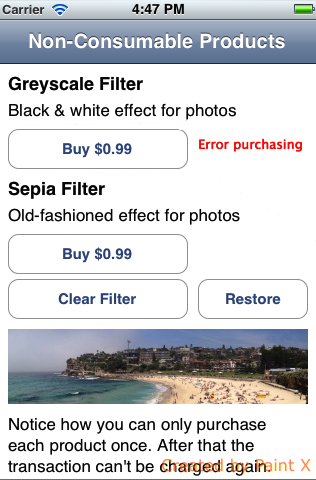 Carrier 4:47 PM
Non-Consumable Products
Greyscale Filter
Black & white effect for photos
Buy $0.99 Error purchasing
Sepia Filter
Old-fashioned effect for photos
Buy $0.99
Clear Filter Restore
Notice how you can only purchase
each product once. After that the
transaction can't be charged again.
Created by Paint X